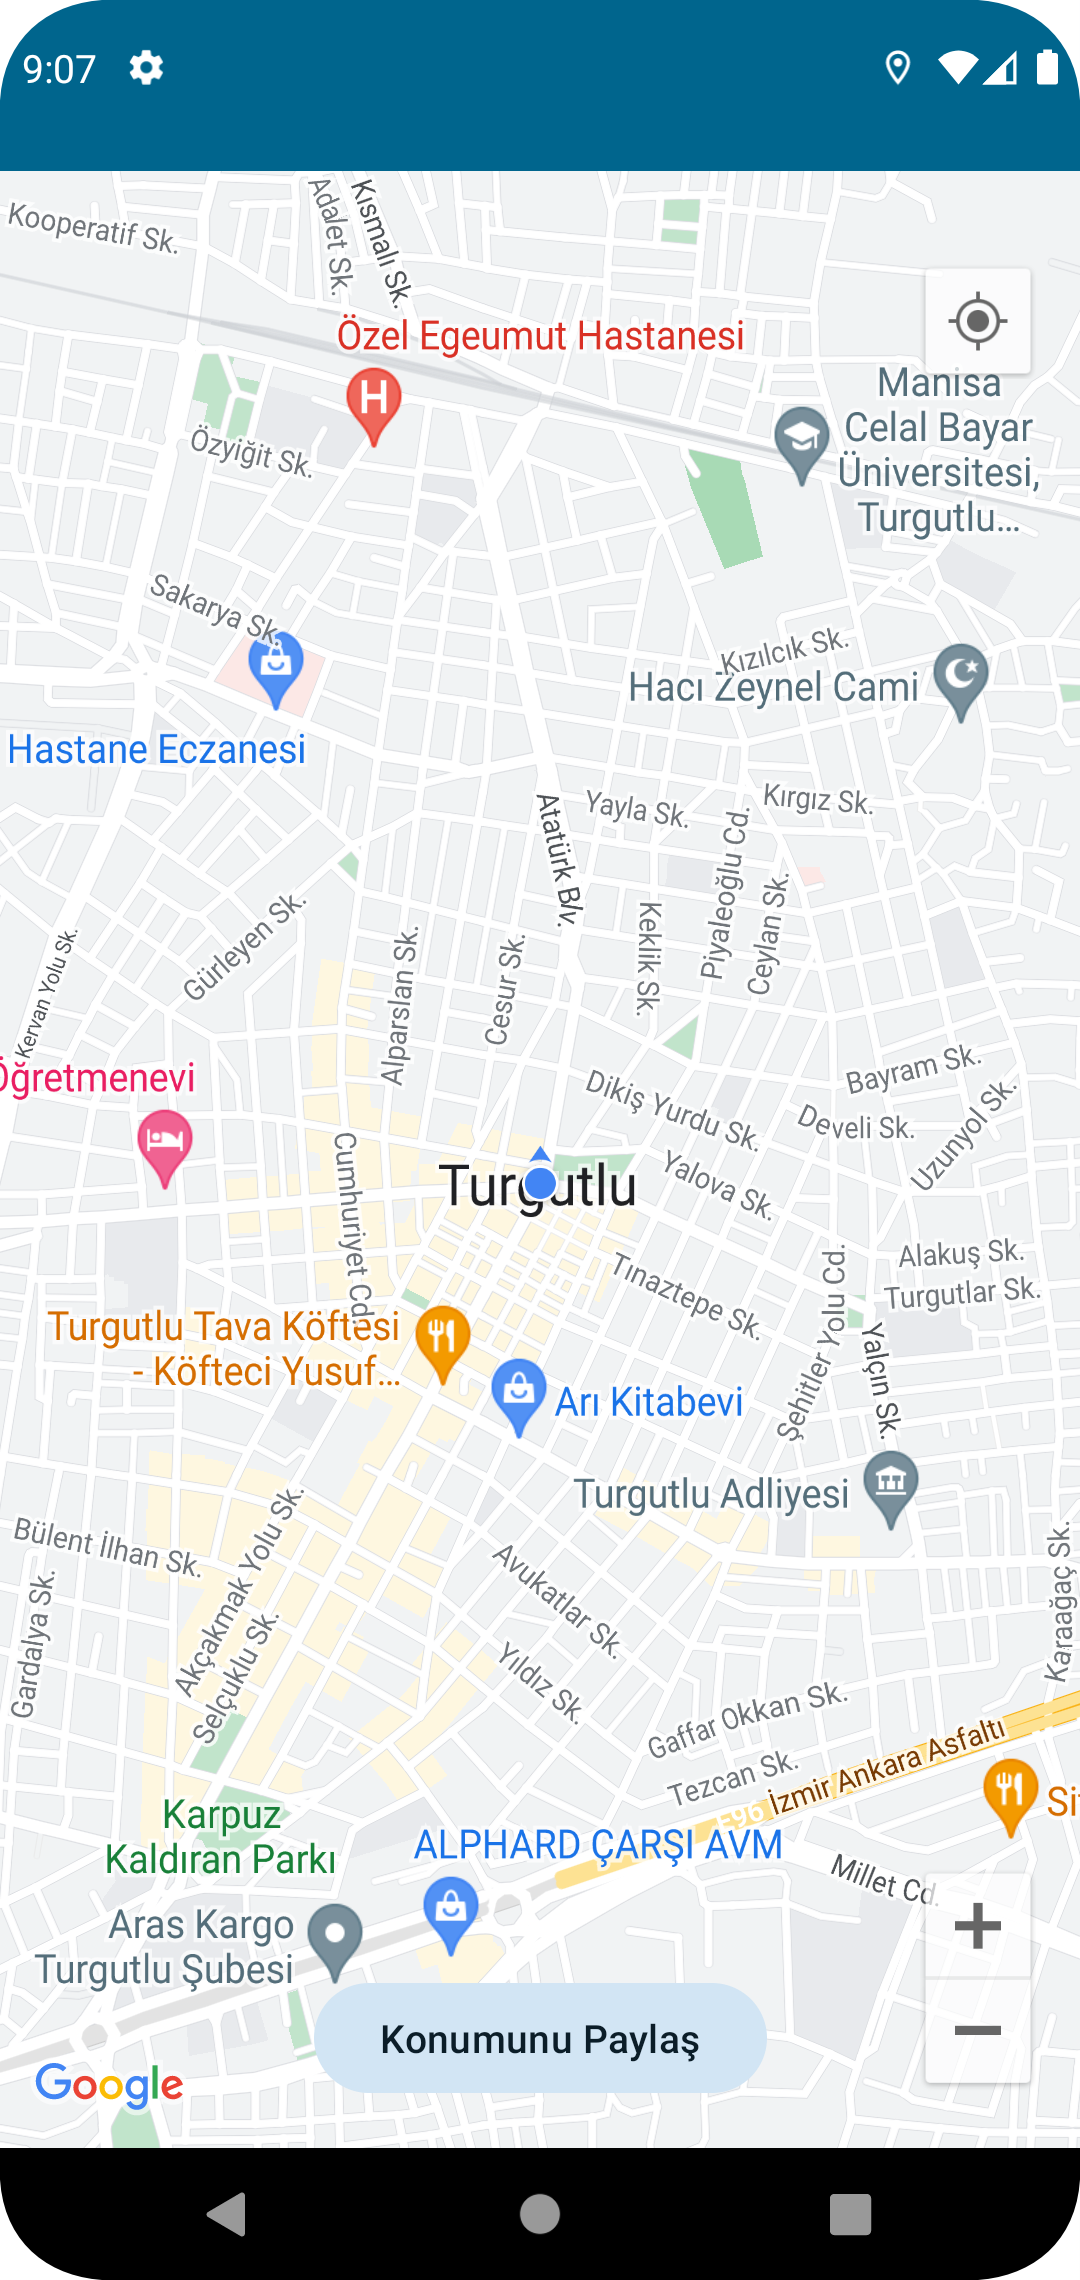 9:07
Kooperatif Sk.
Adalet Sk.
Kısmalı Sk.
Özel Egeumut Hastanesi
H
Manisa
Celal Bayar
Üniversitesi,
Turgutlu...
Özyiğit Sk.
Sakarya Sk.
Kızılcık Sk.
Hacı Zeynel Cami
Hastane Eczanesi
Yayla Sk.
Kırgız Sk.
Atatürk Blv.
Piyaleoğlu Cd.
Ceylan Sk.
Keklik Sk.
Gürleyen Sk.
Kervan Yolu Sk.
Alparslan Sk.
Cesur Sk.
Öğretmenevi
Bayram Sk.
Dikiş Yurdu Sk.
Develi Sk.
Uzunyol Sk.
Cumhuriyet Cd.
Turgutlu
Yalova Sk.
Alakuş Sk.
Turgutlar Sk.
Tınaztepe Sk.
Şehitler Yolu Cd.
Yalçın Sk.
Turgutlu Tava Köftesi
- Köfteci Yusuf...
Arı Kitabevi
Turgutlu Adliyesi
Bülent İlhan Sk.
Akçakmak Yolu Sk.
Avukatlar Sk.
Karaağaç Sk.
Gardalya Sk.
Selçuklu Sk.
Yıldız Sk.
Gaffar Okkan Sk.
Tezcan Sk.
İzmir Ankara Asfaltı
E96
Karpuz
Kaldıran Parkı
ALPHARD ÇARŞI AVM
Millet Cd.
Aras Kargo
Turgutlu Şubesi
Konumunu Paylaş
Google